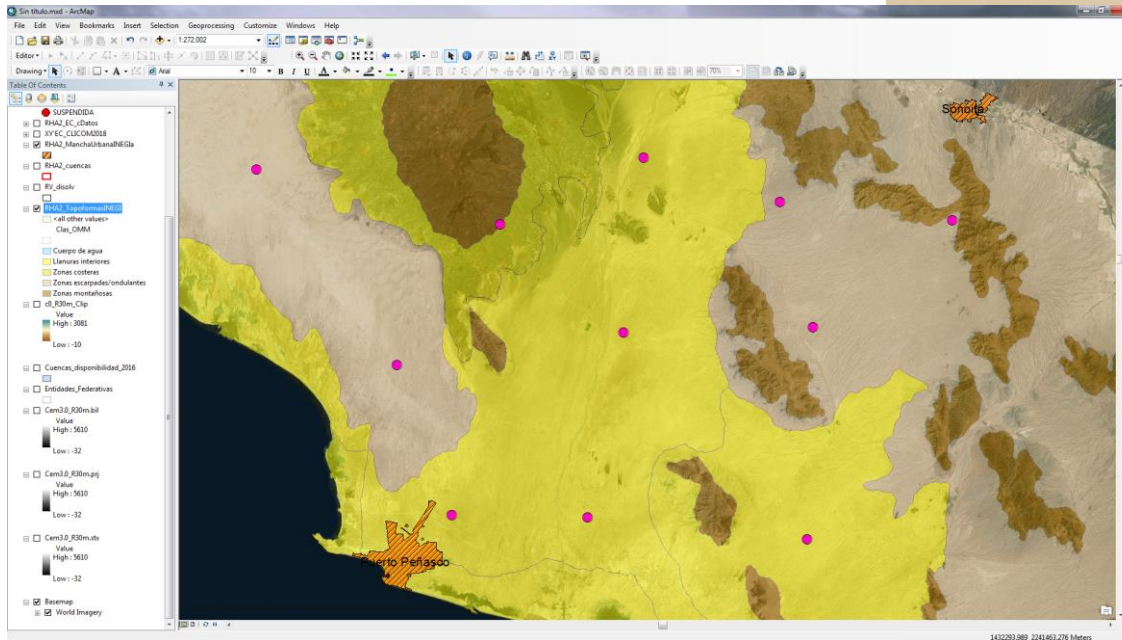 Sin título.mxd - ArcMap
File Edit View Bookmarks Insert Selection Geoprocessing Customize Windows Help
1:272.002
Editor
Drawing Arial 10 B I U A 70%
Table Of Contents
SUSPENDIDA
RHA2_EC_cDatos
XY EC_CLICOM2018
RHA2_ManchaUrbanaINEGIa
RHA2_cuencas
RV_disolv
RHA2_TopoformasINEGI
<all other values>
Clas_OMM
Cuerpo de agua
Llanuras interiores
Zonas costeras
Zonas escarpadas/ondulantes
Zonas montañosas
c0_R30m_Clip
Value
High : 3081
Low : -10
Cuencas_disponibilidad_2016
Entidades_Federativas
Cem3.0_R30m.bil
Value
High : 5610
Low : -32
Cem3.0_R30m.prj
Value
High : 5610
Low : -32
Cem3.0_R30m.stx
Value
High : 5610
Low : -32
Basemap
World Imagery
Sonoita
Puerto Peñasco
1432293,989 2241463,276 Meters